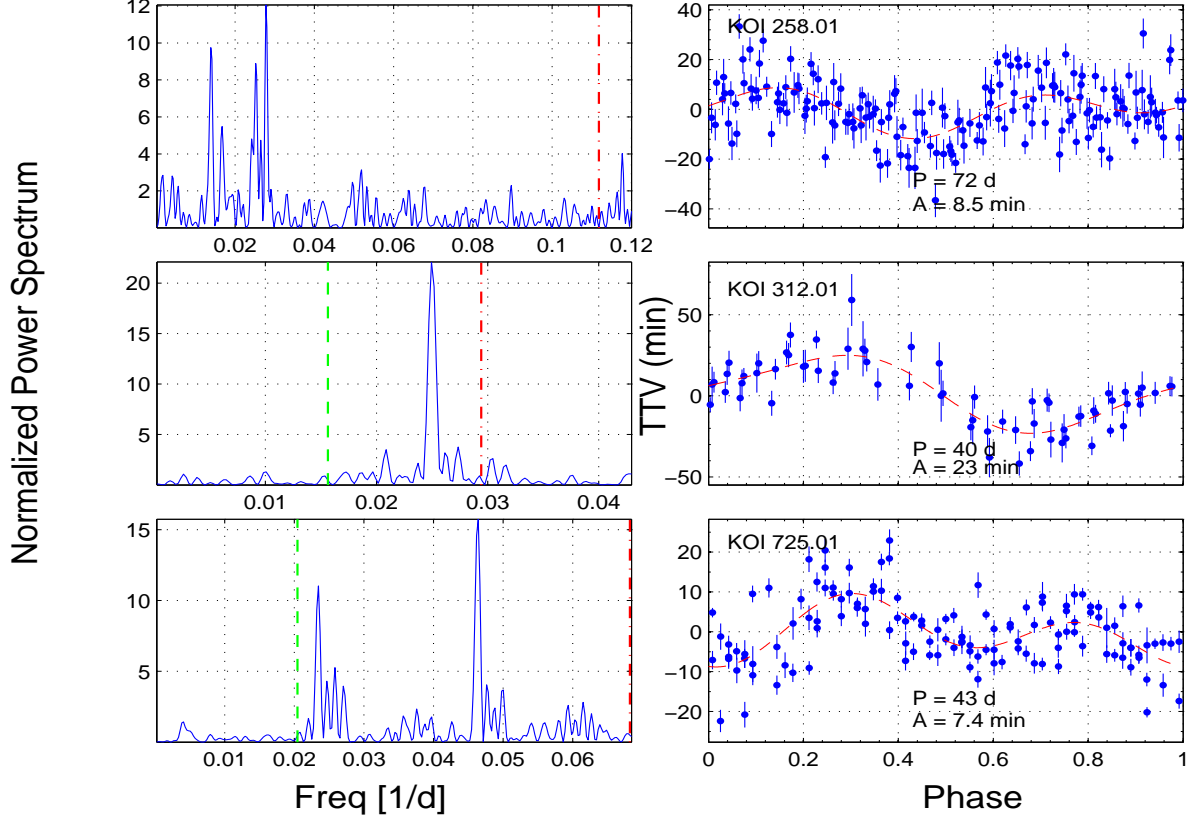 Normalized Power Spectrum
12
10
8
6
4
2
0.02 0.04 0.06 0.08 0.1 0.12
20
15
10
5
0.01 0.02 0.03 0.04
15
10
5
0.01 0.02 0.03 0.04 0.05 0.06
Freq [1/d]
TTV (min)
40
20
0
−20
−40
KOI 258.01
P = 72 d
A = 8.5 min
50
0
−50
KOI 312.01
P = 40 d
A = 23 min
20
10
0
−10
−20
KOI 725.01
P = 43 d
A = 7.4 min
0 0.2 0.4 0.6 0.8 1
Phase